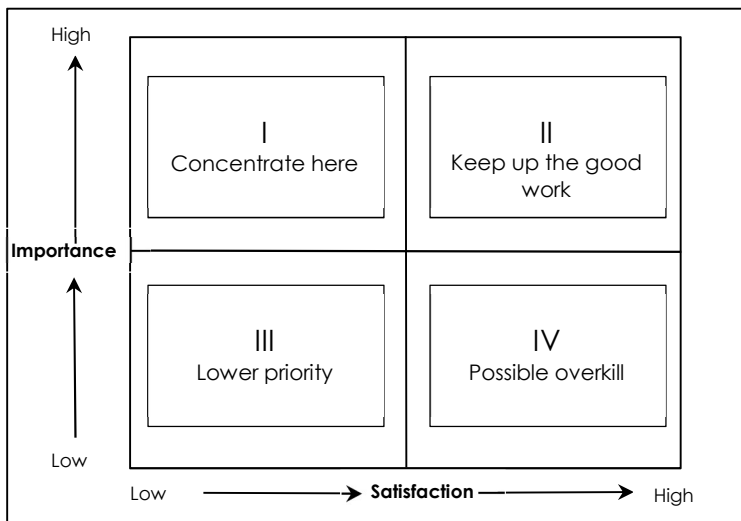 High
I
Concentrate here
II
Keep up the good
work
Importance
III
Lower priority
IV
Possible overkill
Low
Low
Satisfaction
High